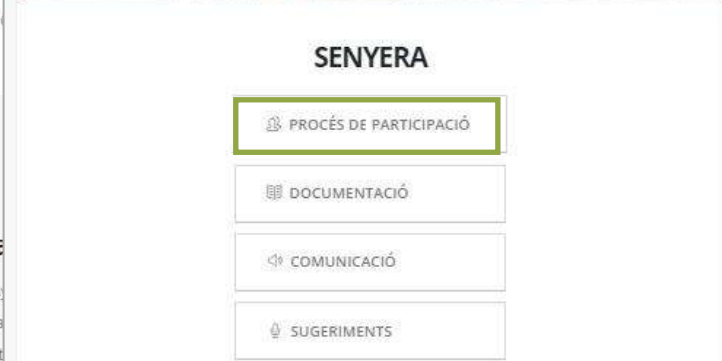 SENYERA
PROCÉS DE PARTICIPACIÓ
DOCUMENTACIÓ
COMUNICACIÓ
SUGERIMENTS